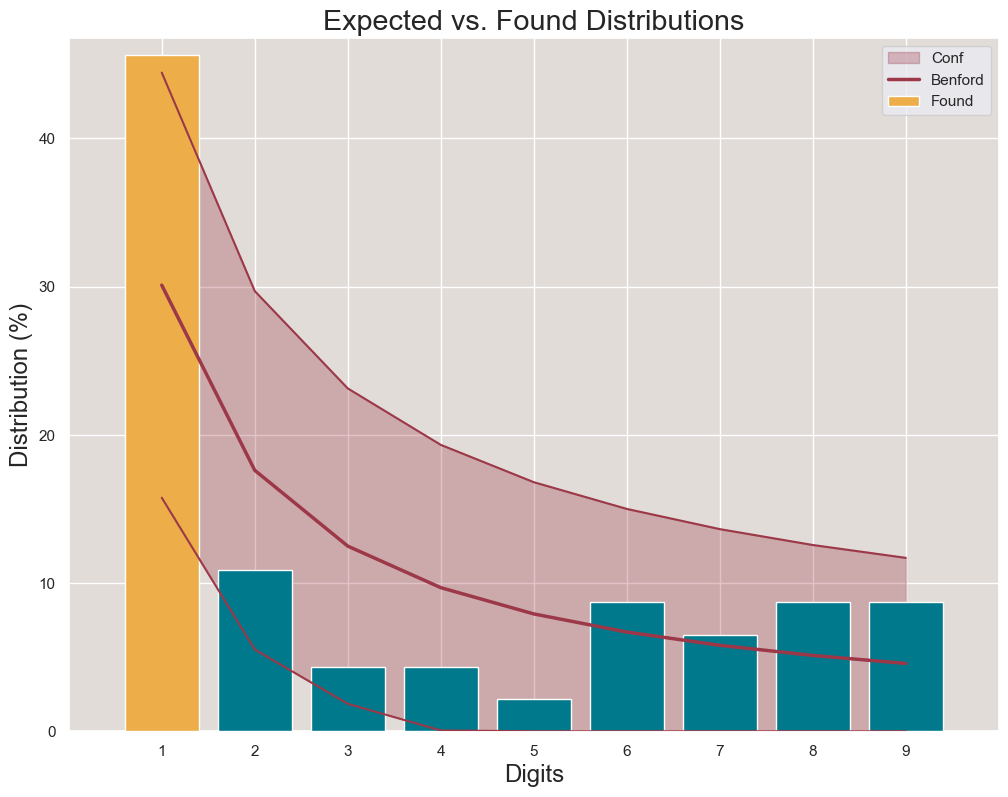 Expected vs. Found Distributions
Conf
Benford
Found
Distribution (%)
40
30
20
10
0
1 2 3 4 5 6 7 8 9
Digits